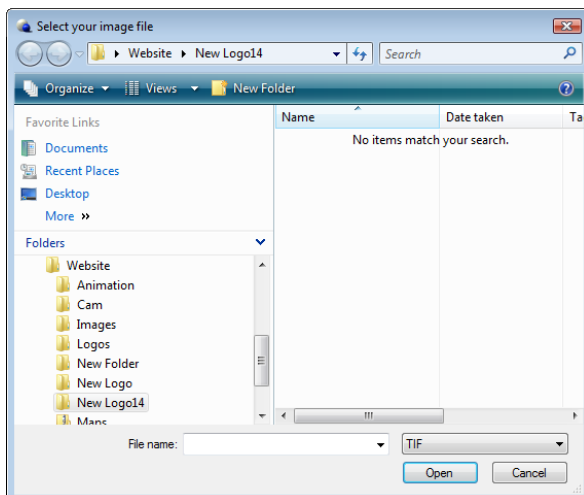 Select your image file
Website New Logo14 Search
Organize Views New Folder
Favorite Links
Documents
Recent Places
Desktop
More »
Folders
Website
Animation
Cam
Images
Logos
New Folder
New Logo
New Logo14
Maps
Name Date taken Ta
No items match your search.
File name: TIF
Open Cancel